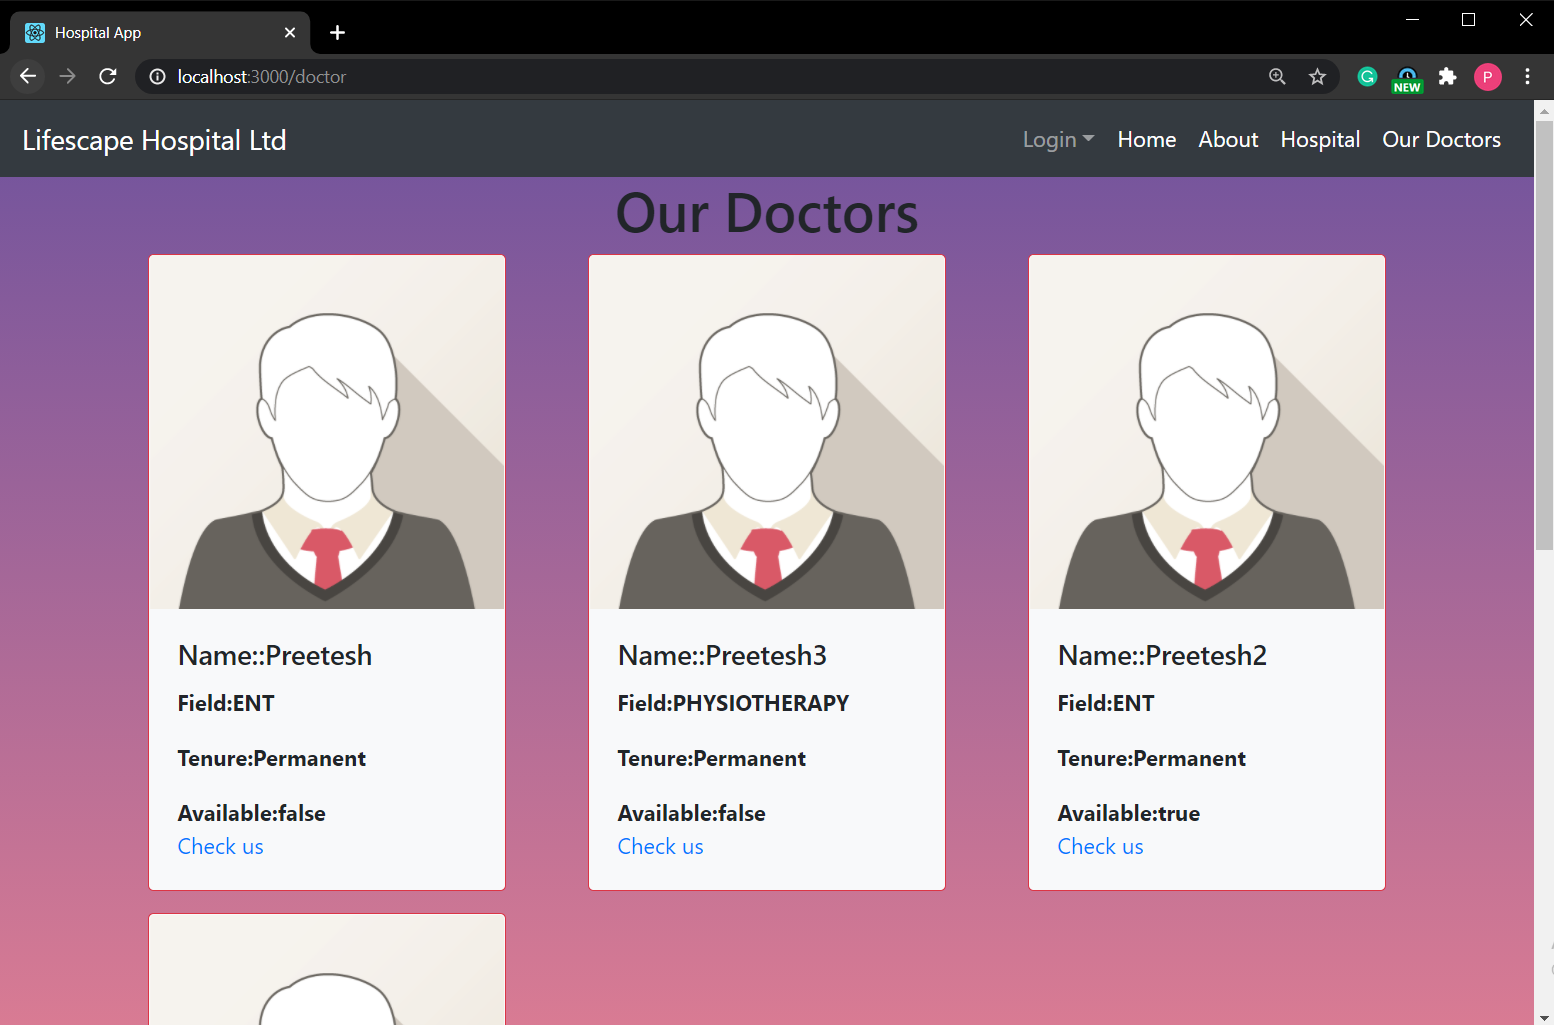 Hospital App
localhost:3000/doctor
G
NEW
P
Lifescape Hospital Ltd
Login Home About Hospital Our Doctors
Our Doctors
Name::Preetesh
Field:ENT
Tenure:Permanent
Available:false
Check us
Name::Preetesh3
Field:PHYSIOTHERAPY
Tenure:Permanent
Available:false
Check us
Name::Preetesh2
Field:ENT
Tenure:Permanent
Available:true
Check us